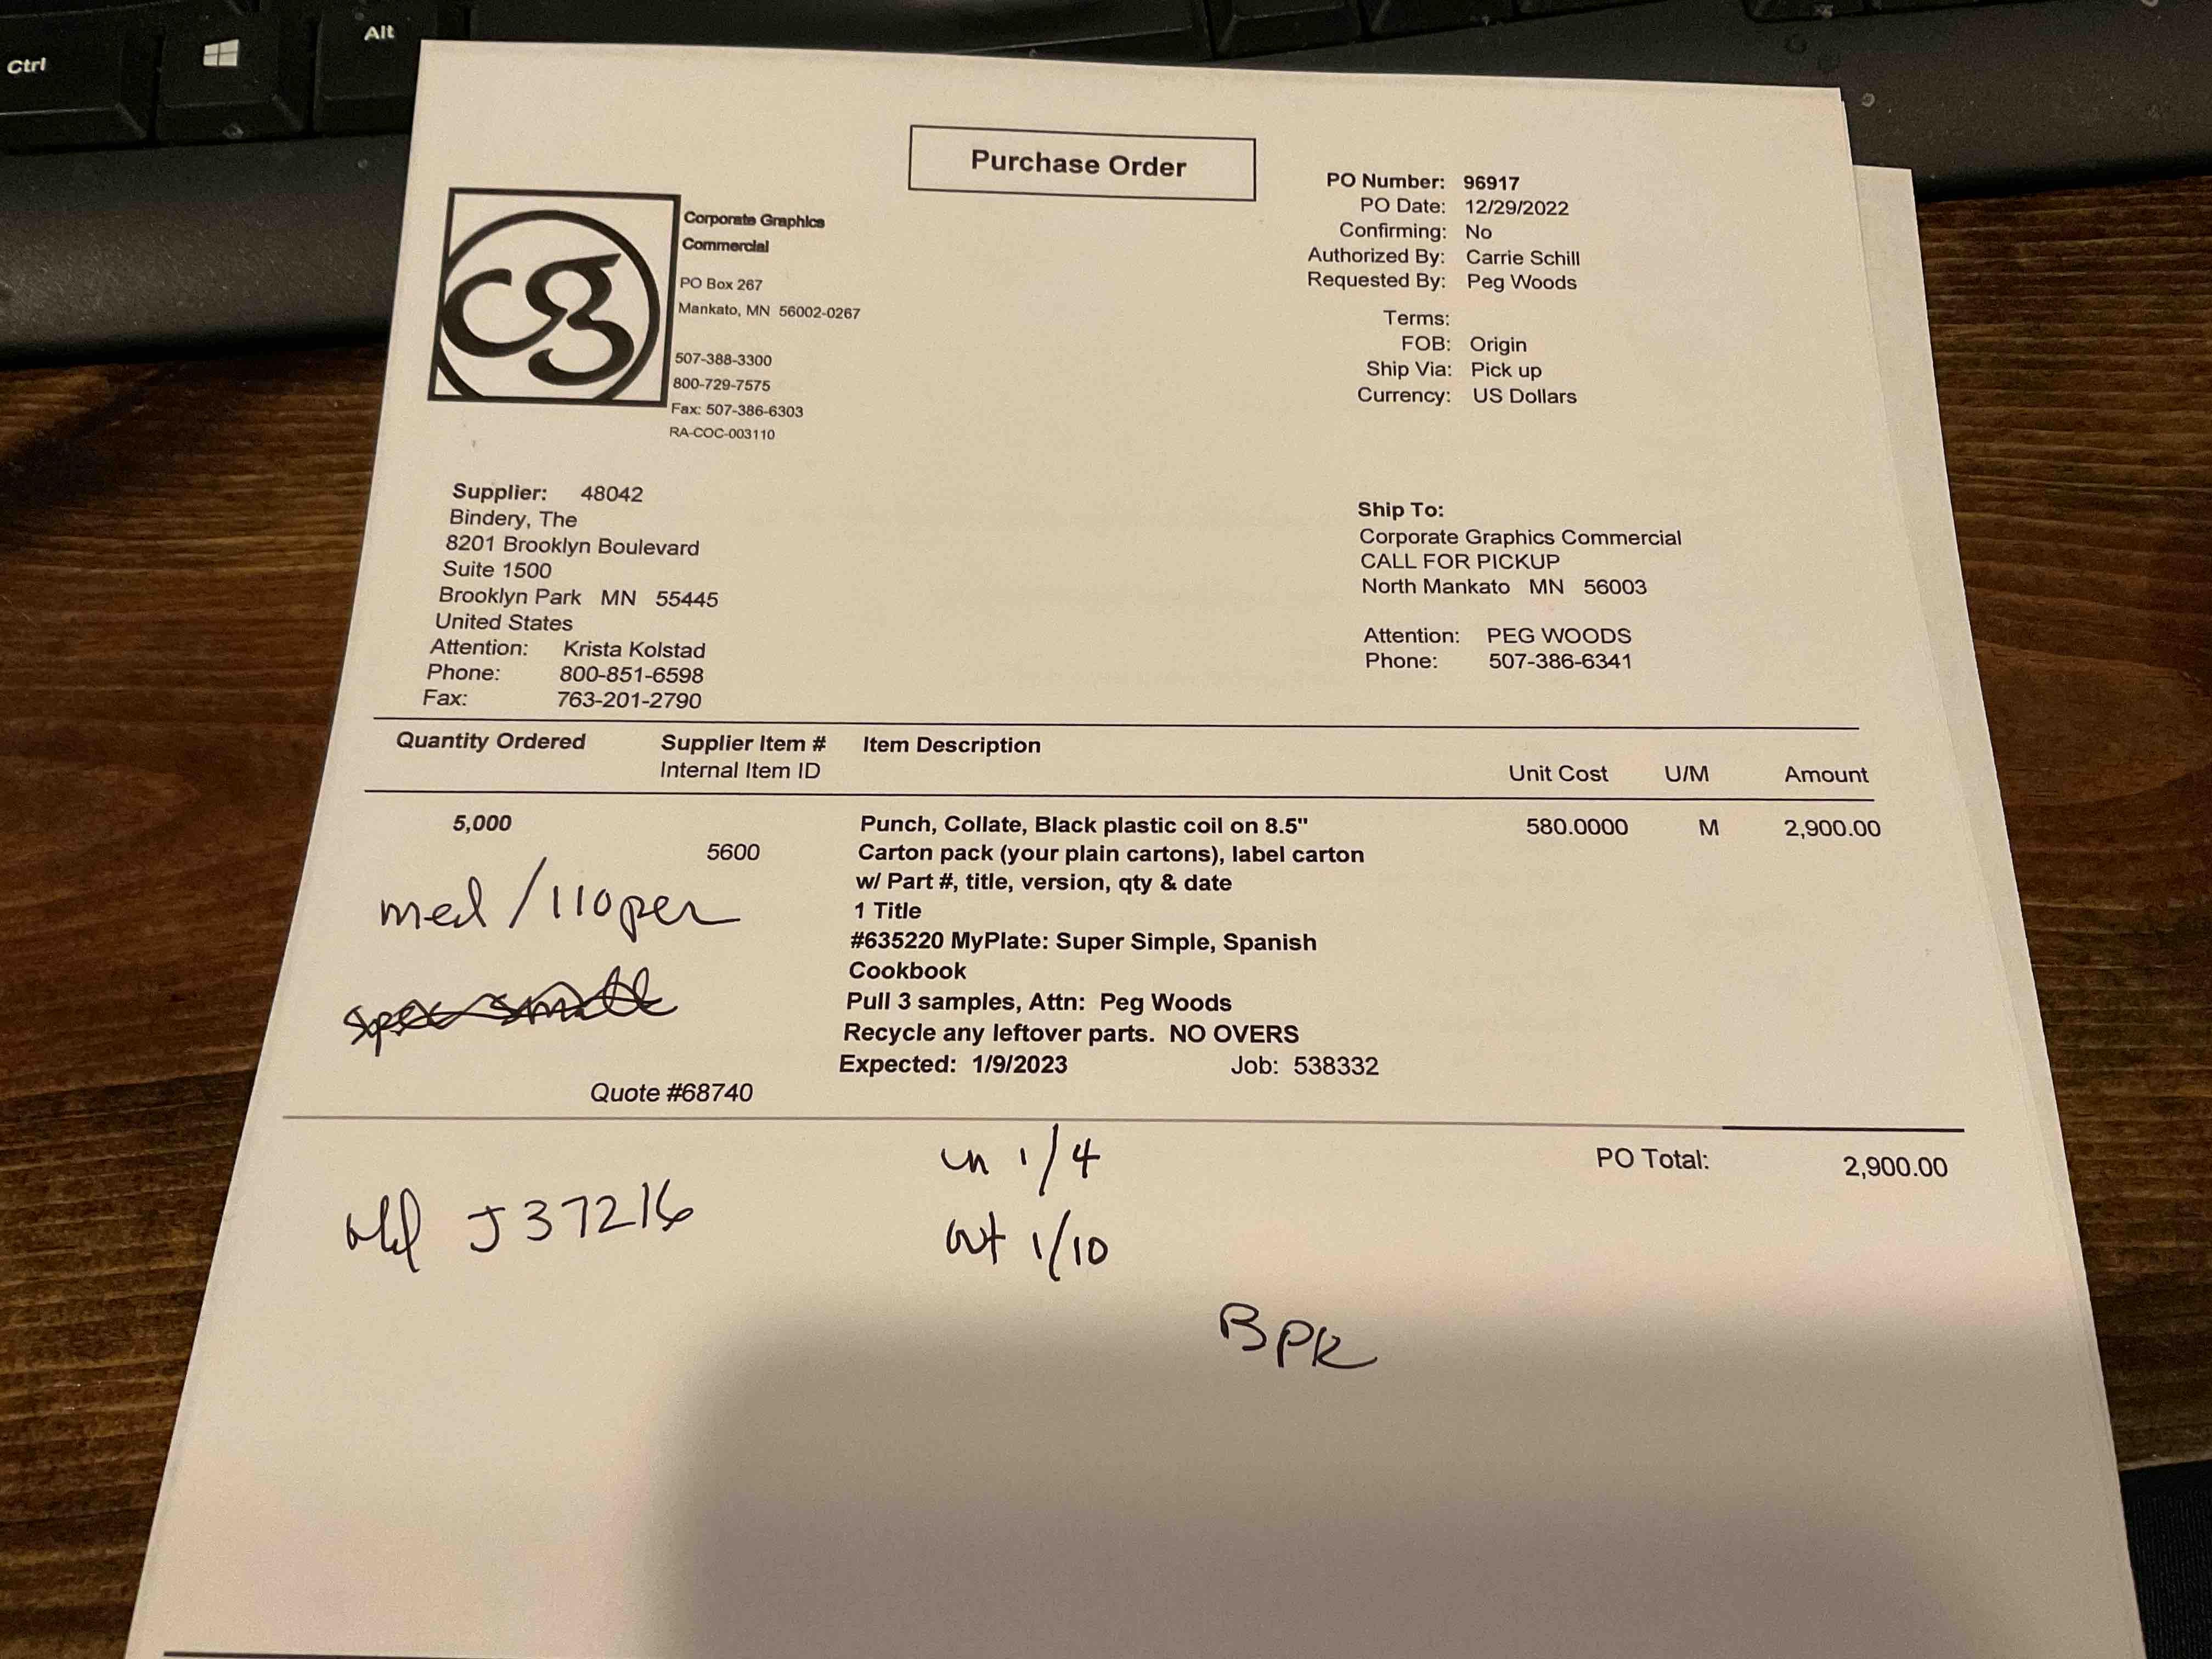 Ctrl
Alt
Purchase Order
cg
Corporate Graphics
Commercial
PO Box 267
Mankato, MN 56002-0267
507-388-3300
800-729-7575
Fax: 507-386-6303
RA-COC-003110
PO Number: 96917
PO Date: 12/29/2022
Confirming: No
Authorized By: Carrie Schill
Requested By: Peg Woods
Terms:
FOB: Origin
Ship Via: Pick up
Currency: US Dollars
Supplier: 48042
Bindery, The
8201 Brooklyn Boulevard
Suite 1500
Brooklyn Park MN 55445
United States
Attention: Krista Kolstad
Phone: 800-851-6598
Fax: 763-201-2790
Ship To:
Corporate Graphics Commercial
CALL FOR PICKUP
North Mankato MN 56003
Attention: PEG WOODS
Phone: 507-386-6341
Quantity Ordered Supplier Item # Item Description
Internal Item ID Unit Cost U/M Amount
5,000 Punch, Collate, Black plastic coil on 8.5" 580.0000 M 2,900.00
5600 Carton pack (your plain cartons), label carton
w/ Part #, title, version, qty & date
med/110per 1 Title
#635220 MyPlate: Super Simple, Spanish
Cookbook
Pull 3 samples, Attn: Peg Woods
Recycle any leftover parts. NO OVERS
Expected: 1/9/2023 Job: 538332
Quote #68740
in 1/4
PO Total: 2,900.00
J37216
out 1/10
BPK